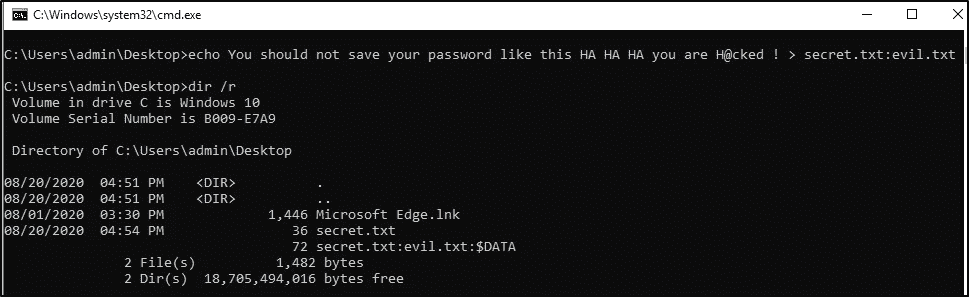 C:\Windows\system32\cmd.exe
C:\Users\admin\Desktop>echo You should not save your password like this HA HA HA you are H@cked ! > secret.txt:evil.txt
C:\Users\admin\Desktop>dir /r
Volume in drive C is Windows 10
Volume Serial Number is B009-E7A9
Directory of C:\Users\admin\Desktop
08/20/2020  04:51 PM    <DIR>          .
08/20/2020  04:51 PM    <DIR>          ..
08/01/2020  03:30 PM             1,446 Microsoft Edge.lnk
08/20/2020  04:54 PM                36 secret.txt
                                    72 secret.txt:evil.txt:$DATA
               2 File(s)          1,482 bytes
               2 Dir(s)  18,705,494,016 bytes free